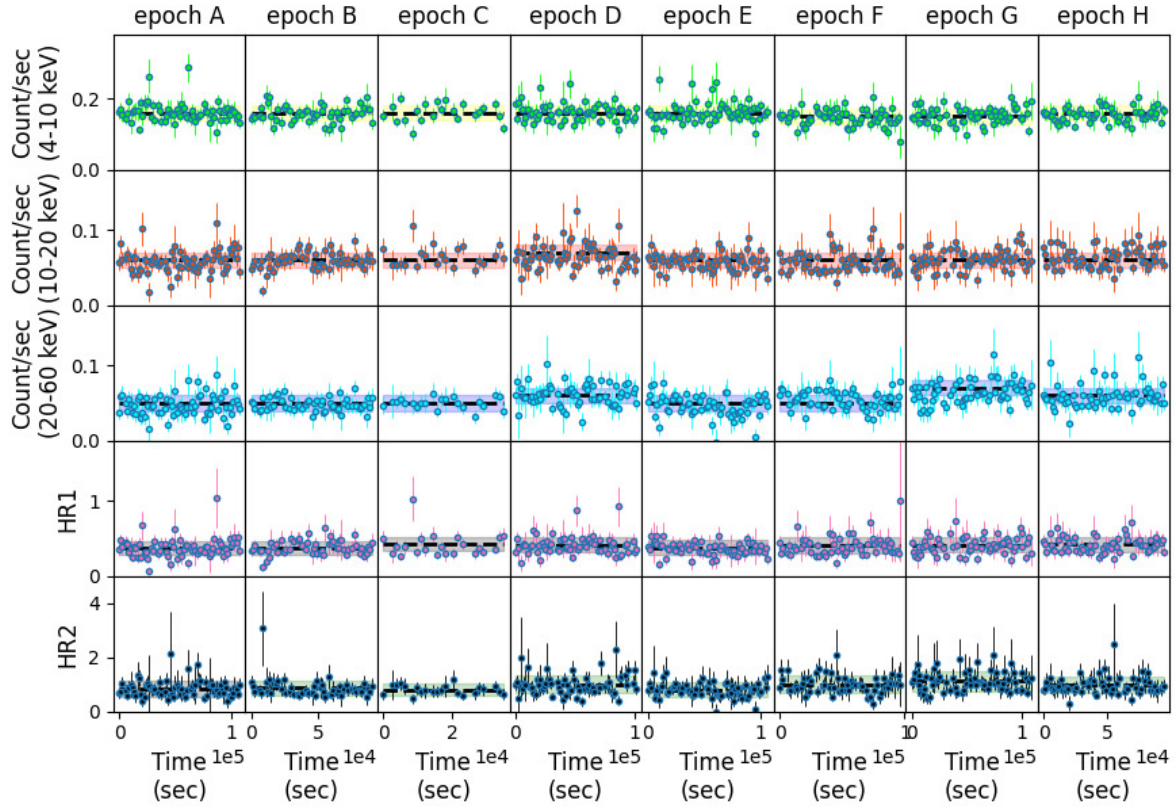 epoch A epoch B epoch C epoch D epoch E epoch F epoch G epoch H
Count/sec
(4-10 keV)
0.2
0.0
Count/sec
(10-20 keV)
0.1
0.0
Count/sec
(20-60 keV)
0.1
0.0
HR1
1
0
HR2
4
2
0
0 1 0 5 0 2 0 1 0 1 0 1 0 1 0 5
1e5 1e4 1e4 1e5 1e5 1e5 1e5 1e4
Time Time Time Time Time Time Time Time
(sec) (sec) (sec) (sec) (sec) (sec) (sec) (sec)